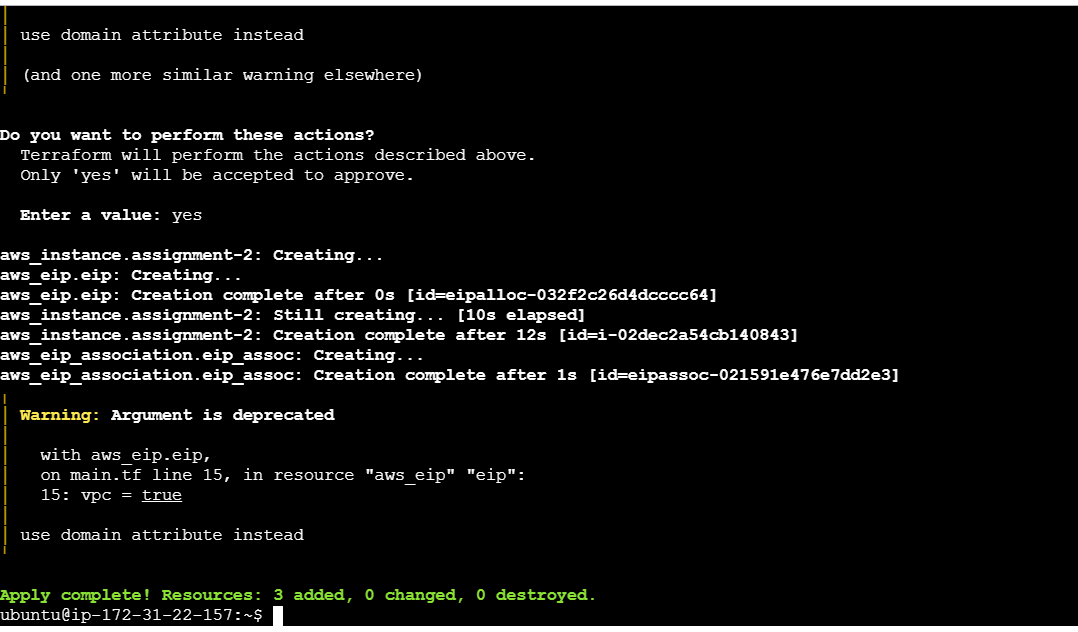 use domain attribute instead
(and one more similar warning elsewhere)
Do you want to perform these actions?
Terraform will perform the actions described above.
Only 'yes' will be accepted to approve.
Enter a value: yes
aws_instance.assignment-2: Creating...
aws_eip.eip: Creating...
aws_eip.eip: Creation complete after 0s [id=eipalloc-032f2c26d4dcccc64]
aws_instance.assignment-2: Still creating... [10s elapsed]
aws_instance.assignment-2: Creation complete after 12s [id=i-02dec2a54cb140843]
aws_eip_association.eip_assoc: Creating...
aws_eip_association.eip_assoc: Creation complete after 1s [id=eipassoc-021591e476e7dd2e3]
Warning: Argument is deprecated
with aws_eip.eip,
on main.tf line 15, in resource "aws_eip" "eip":
15: vpc = true
use domain attribute instead
Apply complete! Resources: 3 added, 0 changed, 0 destroyed.
ubuntu@ip-172-31-22-157:~$